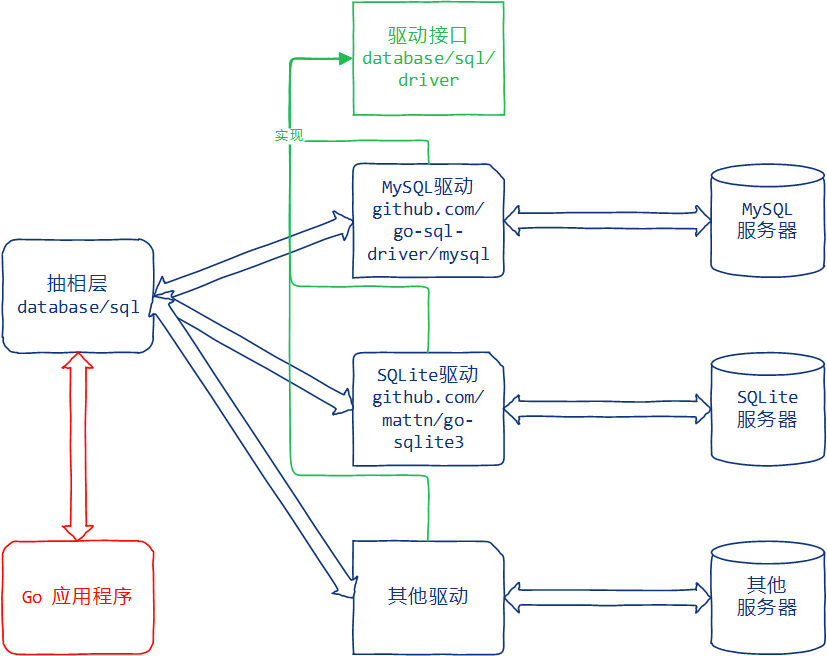 驱动接口
database/sql/
driver
实现
MySQL驱动
github.com/
go-sql-
driver/mysql
MySQL
服务器
抽相层
database/sql
SQLite驱动
github.com/
mattn/go-
sqlite3
SQLite
服务器
Go 应用程序
其他驱动
其他
服务器